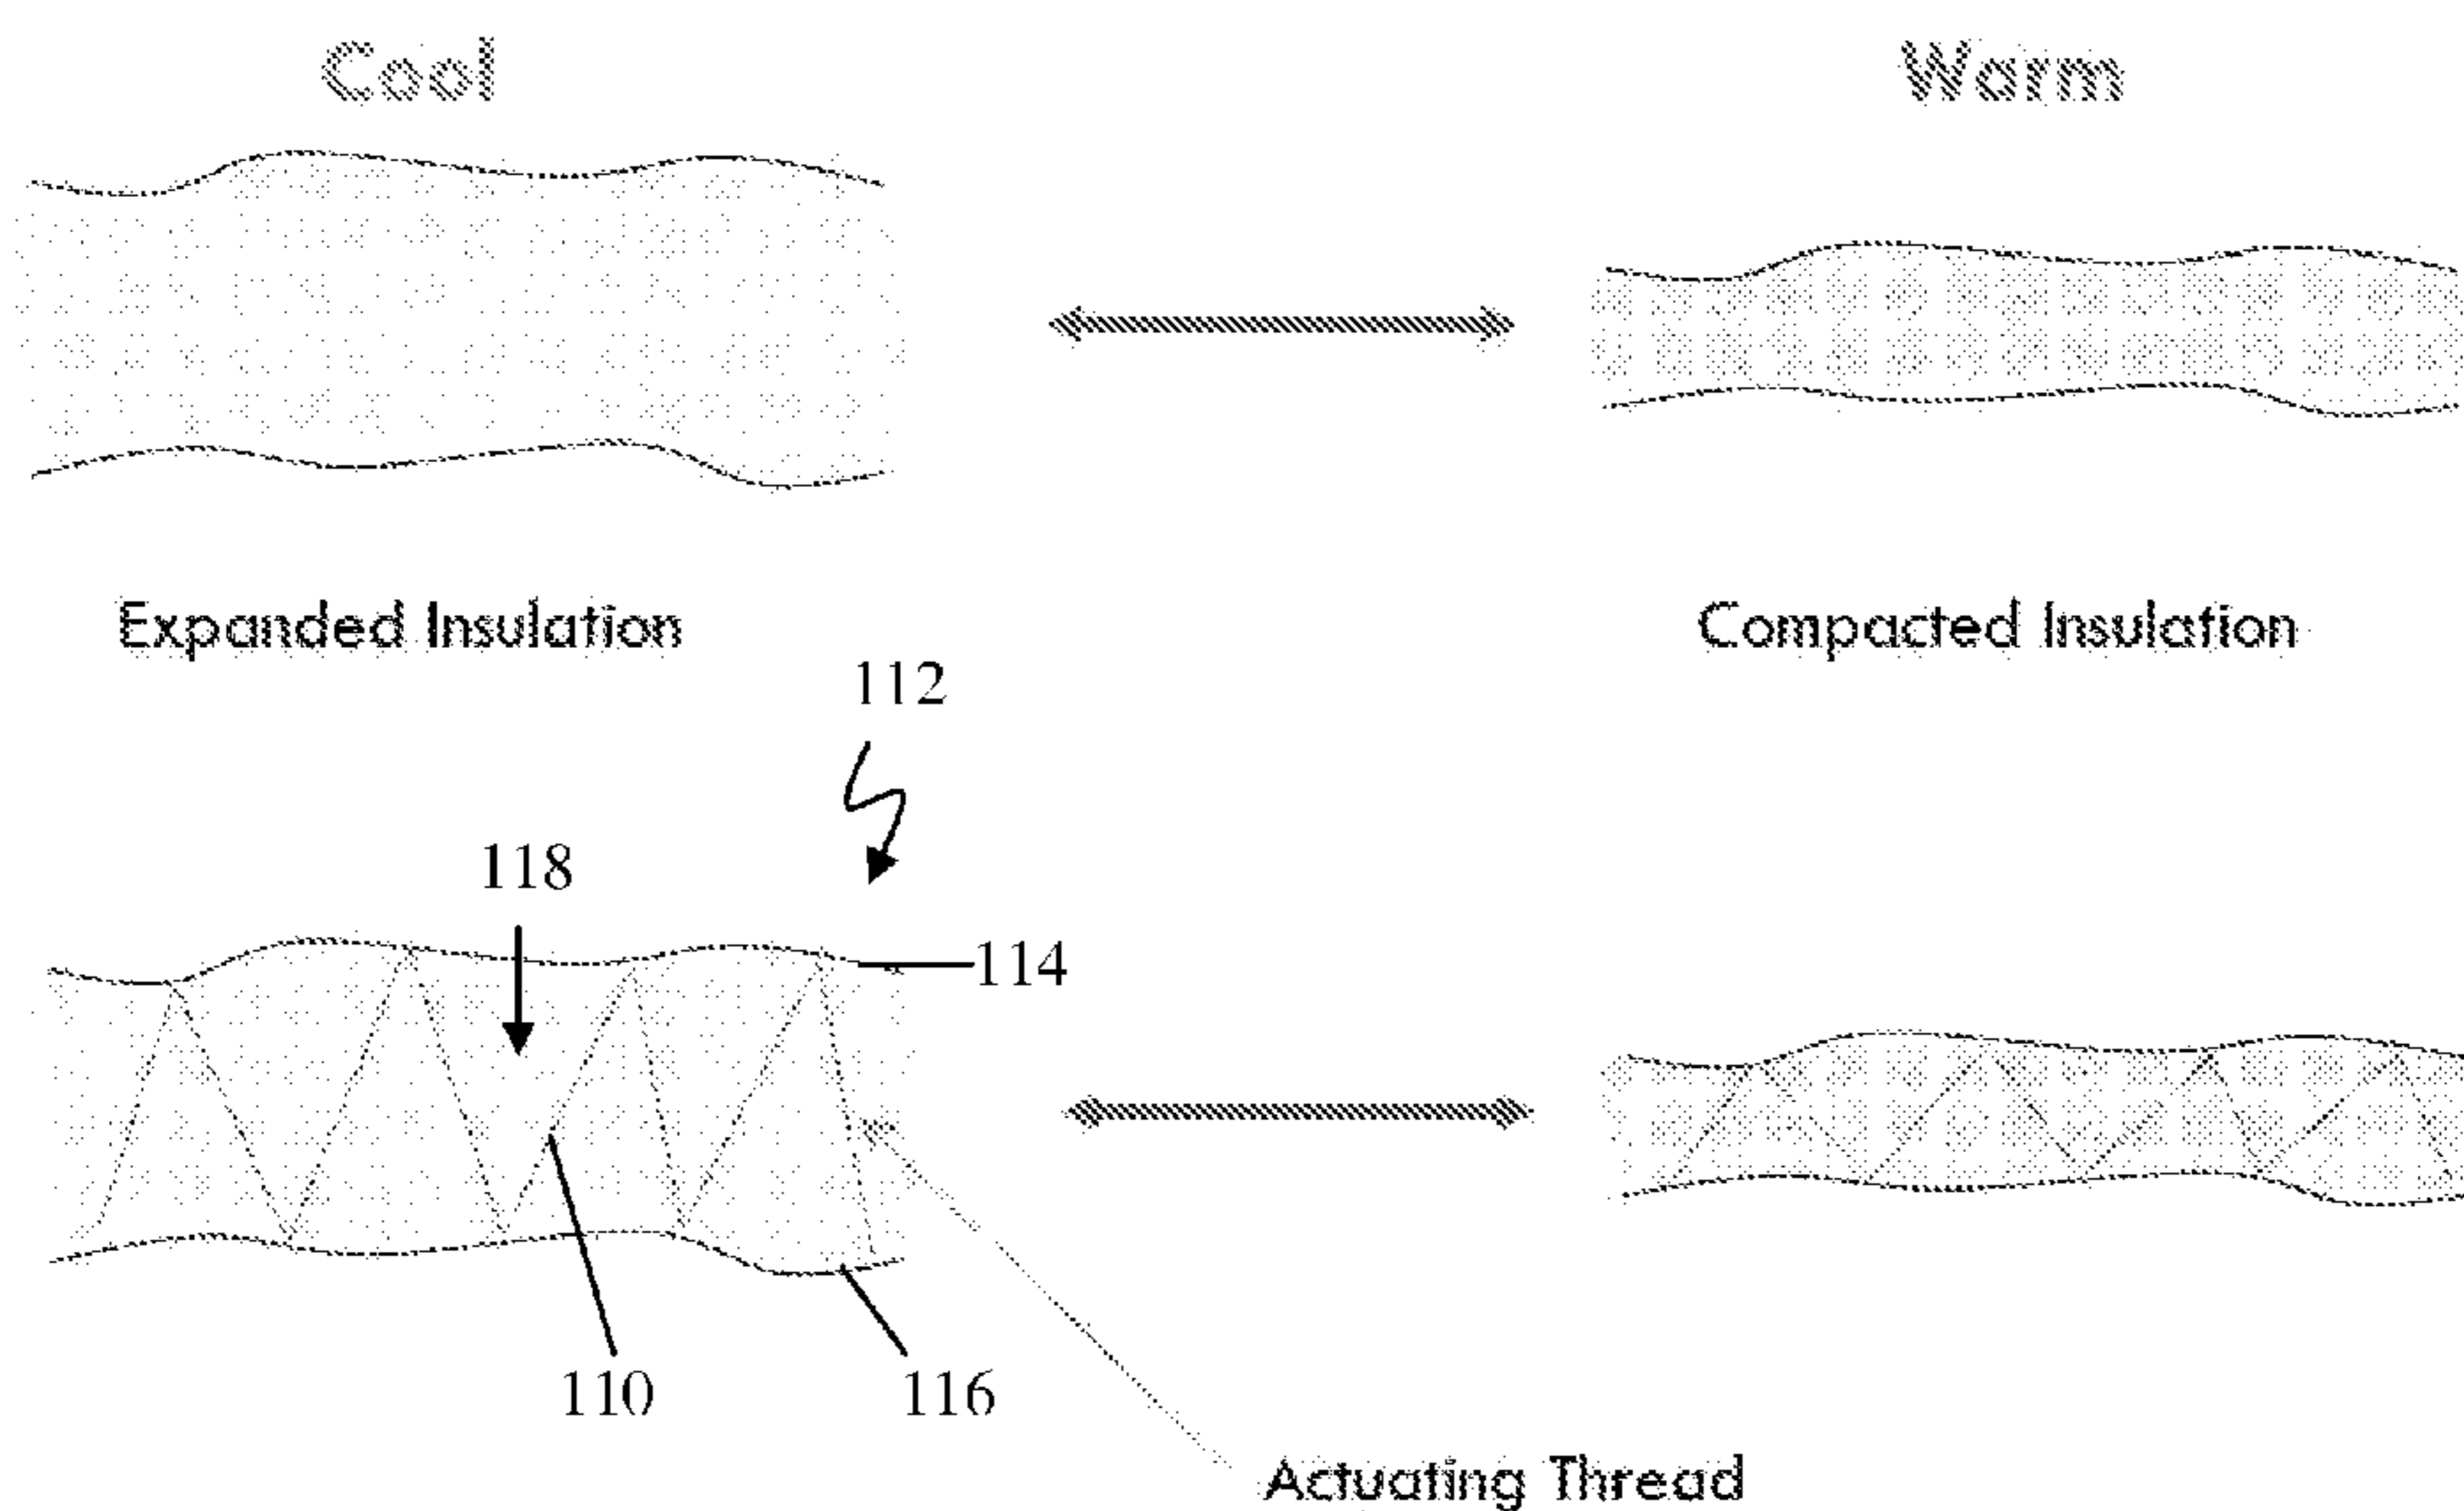 Cool
Warm
Expanded Insulation
Compacted Insulation
112
118
114
110
116
Actuating Thread